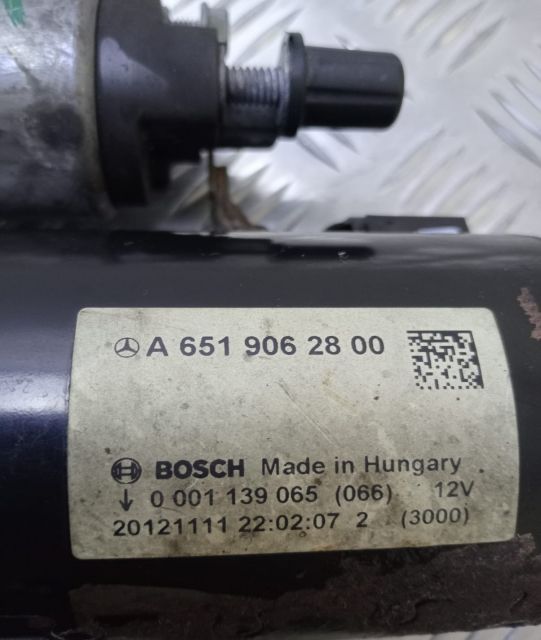 A 651 906 28 00
BOSCH Made in Hungary
0 001 139 065 (066) 12V
20121111 22:02:07 2 (3000)